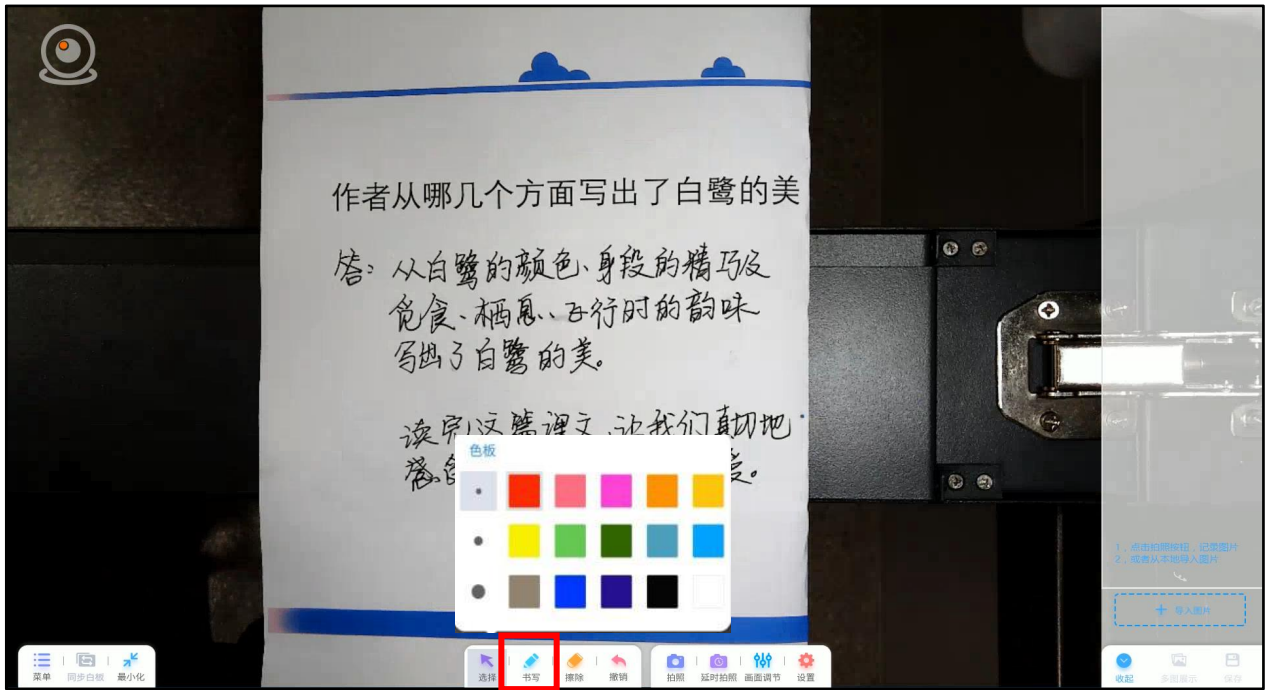 作者从哪几个方面写出了白鹭的美
答：从白鹭的颜色、身段的精巧及
觅食、栖息、飞行时的韵味
写出了白鹭的美。
读完这篇课文，让我们真切地
感
爱。
色板
1，点击拍照按钮，记录图片
2，或者从本地导入图片
导入图片
菜单 同步白板 最小化
选择 书写 擦除 撤销
拍照 延时拍照 画面调节 设置
收起 多图展示 保存